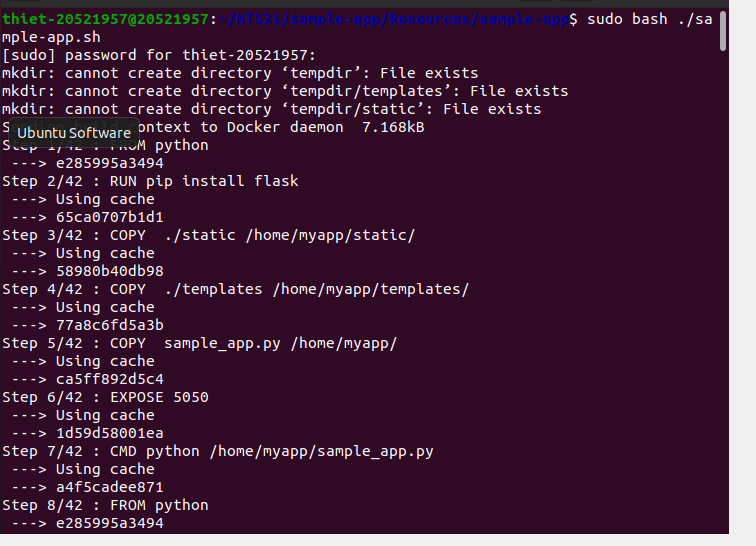 thiet-20521957@20521957:~/NT521/sample-app/Resources/sample-app$ sudo bash ./sa
mple-app.sh
[sudo] password for thiet-20521957:
mkdir: cannot create directory ‘tempdir’: File exists
mkdir: cannot create directory ‘tempdir/templates’: File exists
mkdir: cannot create directory ‘tempdir/static’: File exists
context to Docker daemon  7.168kB
Ubuntu Software
Step 1/42 : FROM python
 ---> e285995a3494
Step 2/42 : RUN pip install flask
 ---> Using cache
 ---> 65ca0707b1d1
Step 3/42 : COPY  ./static /home/myapp/static/
 ---> Using cache
 ---> 58980b40db98
Step 4/42 : COPY  ./templates /home/myapp/templates/
 ---> Using cache
 ---> 77a8c6fd5a3b
Step 5/42 : COPY  sample_app.py /home/myapp/
 ---> Using cache
 ---> ca5ff892d5c4
Step 6/42 : EXPOSE 5050
 ---> Using cache
 ---> 1d59d58001ea
Step 7/42 : CMD python /home/myapp/sample_app.py
 ---> Using cache
 ---> a4f5cadee871
Step 8/42 : FROM python
 ---> e285995a3494